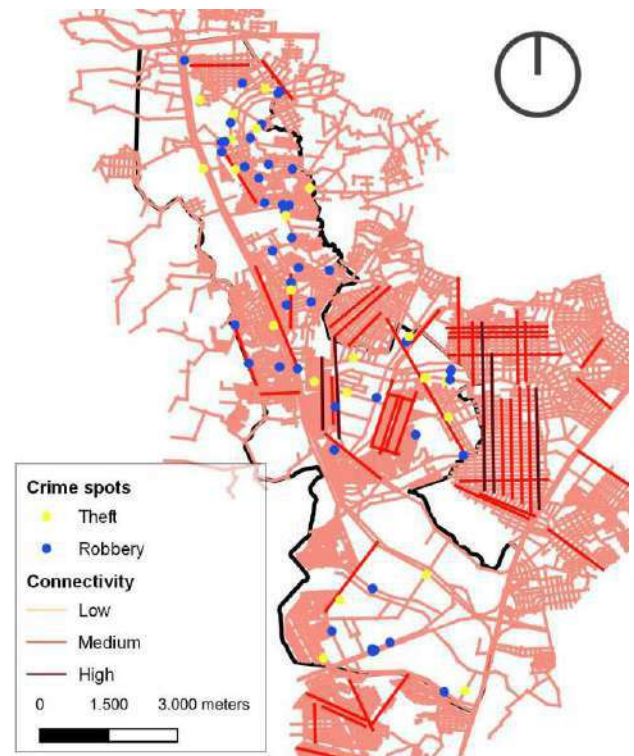 Crime spots
Theft
Robbery
Connectivity
Low
Medium
High
0 1.500 3.000 meters